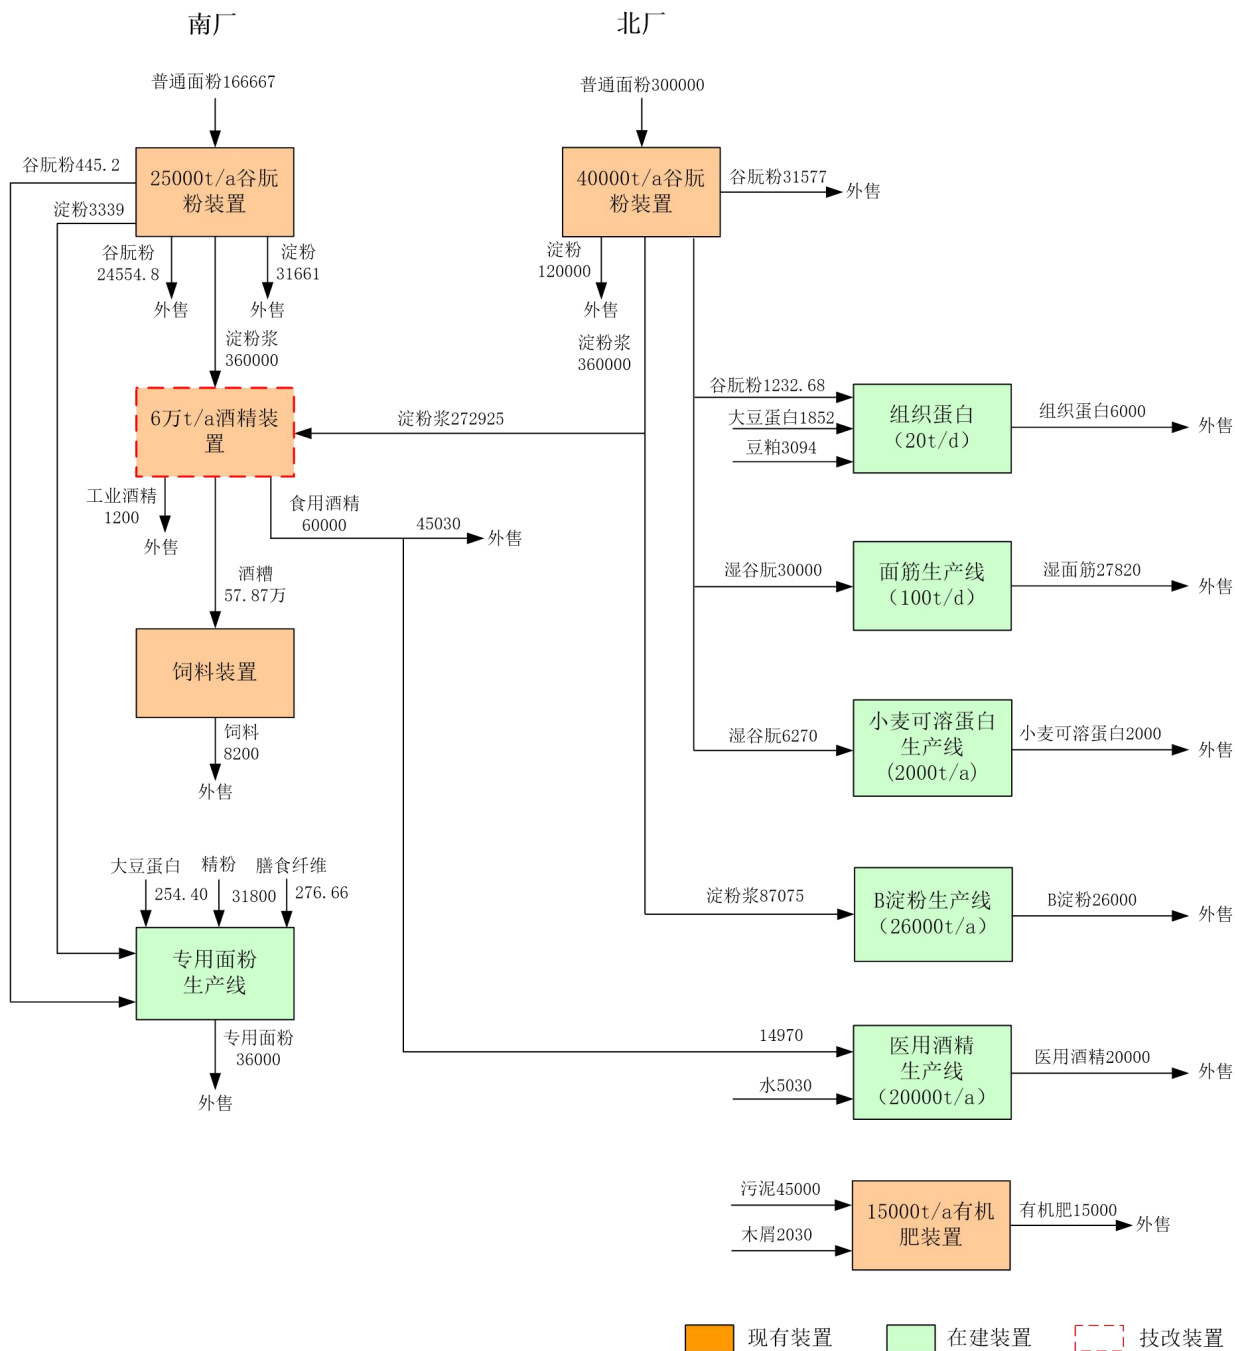 南厂
北厂
普通面粉166667
普通面粉300000
谷朊粉445.2
25000t/a谷朊
粉装置
淀粉3339
谷朊粉
24554.8
外售
淀粉
31661
外售
淀粉浆
360000
40000t/a谷朊
粉装置
谷朊粉31577
外售
淀粉
120000
外售
淀粉浆
360000
6万t/a酒精装
置
淀粉浆272925
工业酒精
1200
外售
食用酒精
60000
45030
外售
酒糟
57.87万
饲料装置
饲料
8200
外售
谷朊粉1232.68
大豆蛋白1852
豆粕3094
组织蛋白
（20t/d）
组织蛋白6000
外售
湿谷朊30000
面筋生产线
（100t/d）
湿面筋27820
外售
湿谷朊6270
小麦可溶蛋白
生产线
(2000t/a)
小麦可溶蛋白2000
外售
大豆蛋白
254.40
精粉
31800
膳食纤维
276.66
专用面粉
生产线
专用面粉
36000
外售
淀粉浆87075
B淀粉生产线
（26000t/a）
B淀粉26000
外售
14970
水5030
医用酒精
生产线
（20000t/a）
医用酒精20000
外售
污泥45000
木屑2030
15000t/a有机
肥装置
有机肥15000
外售
现有装置
在建装置
技改装置